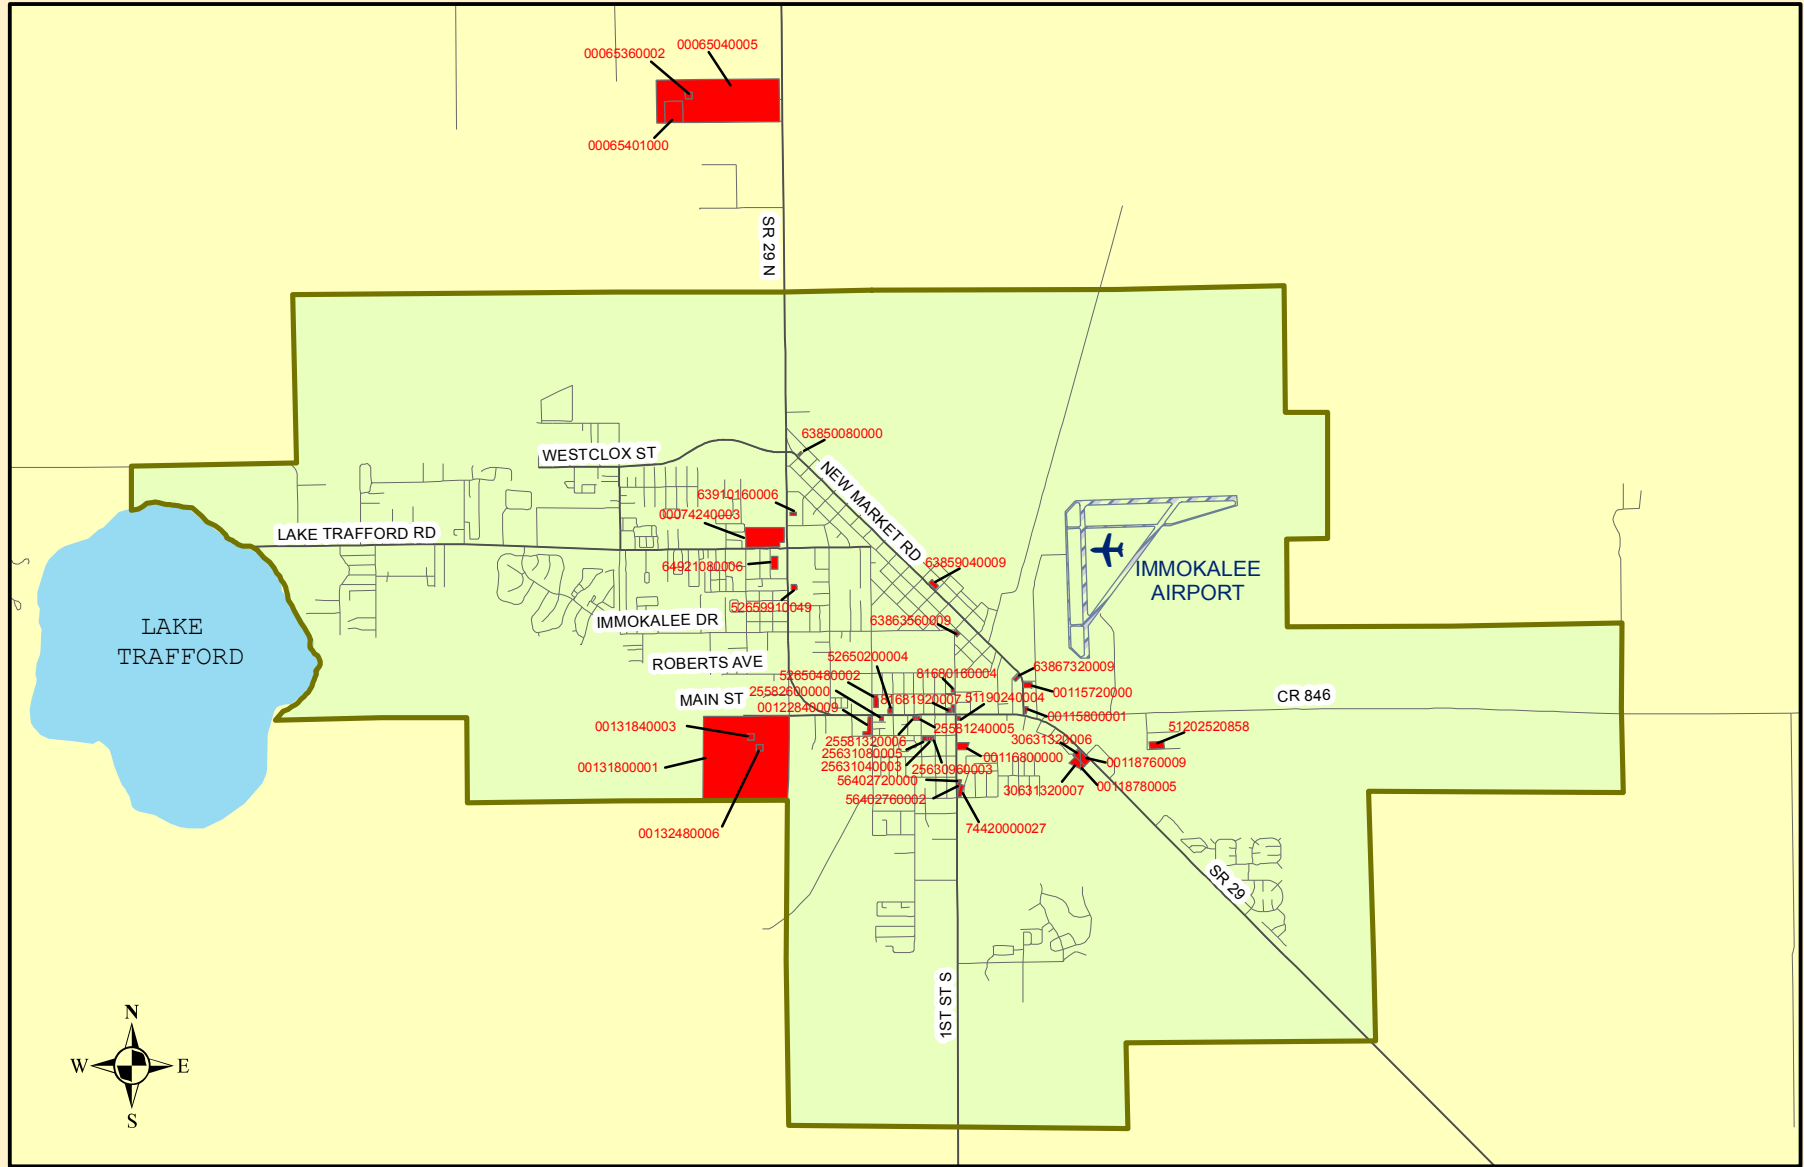 00065360002
00065040005
00065401000
SR 29 N
63850080000
WESTCLOX ST
NEW MARKET RD
63910160006
00074240003
LAKE TRAFFORD RD
64921080006
63859040009
IMMOKALEE
AIRPORT
52659910049
IMMOKALEE DR
63863560009
LAKE
TRAFFORD
52650200004
ROBERTS AVE
81680160004
63867320009
52650480002
25582600000
MAIN ST
81681920007
51190240004
00115720000
CR 846
00122840009
00115800001
00131840003
25581240005
51202520858
25581320006
30631320006
25631080005
00116800000
00118760009
00131800001
25631040003
25630960003
56402720000
30631320007
00118780005
56402760002
00132480006
74420000027
SR 29
1ST ST S
N
W
E
S